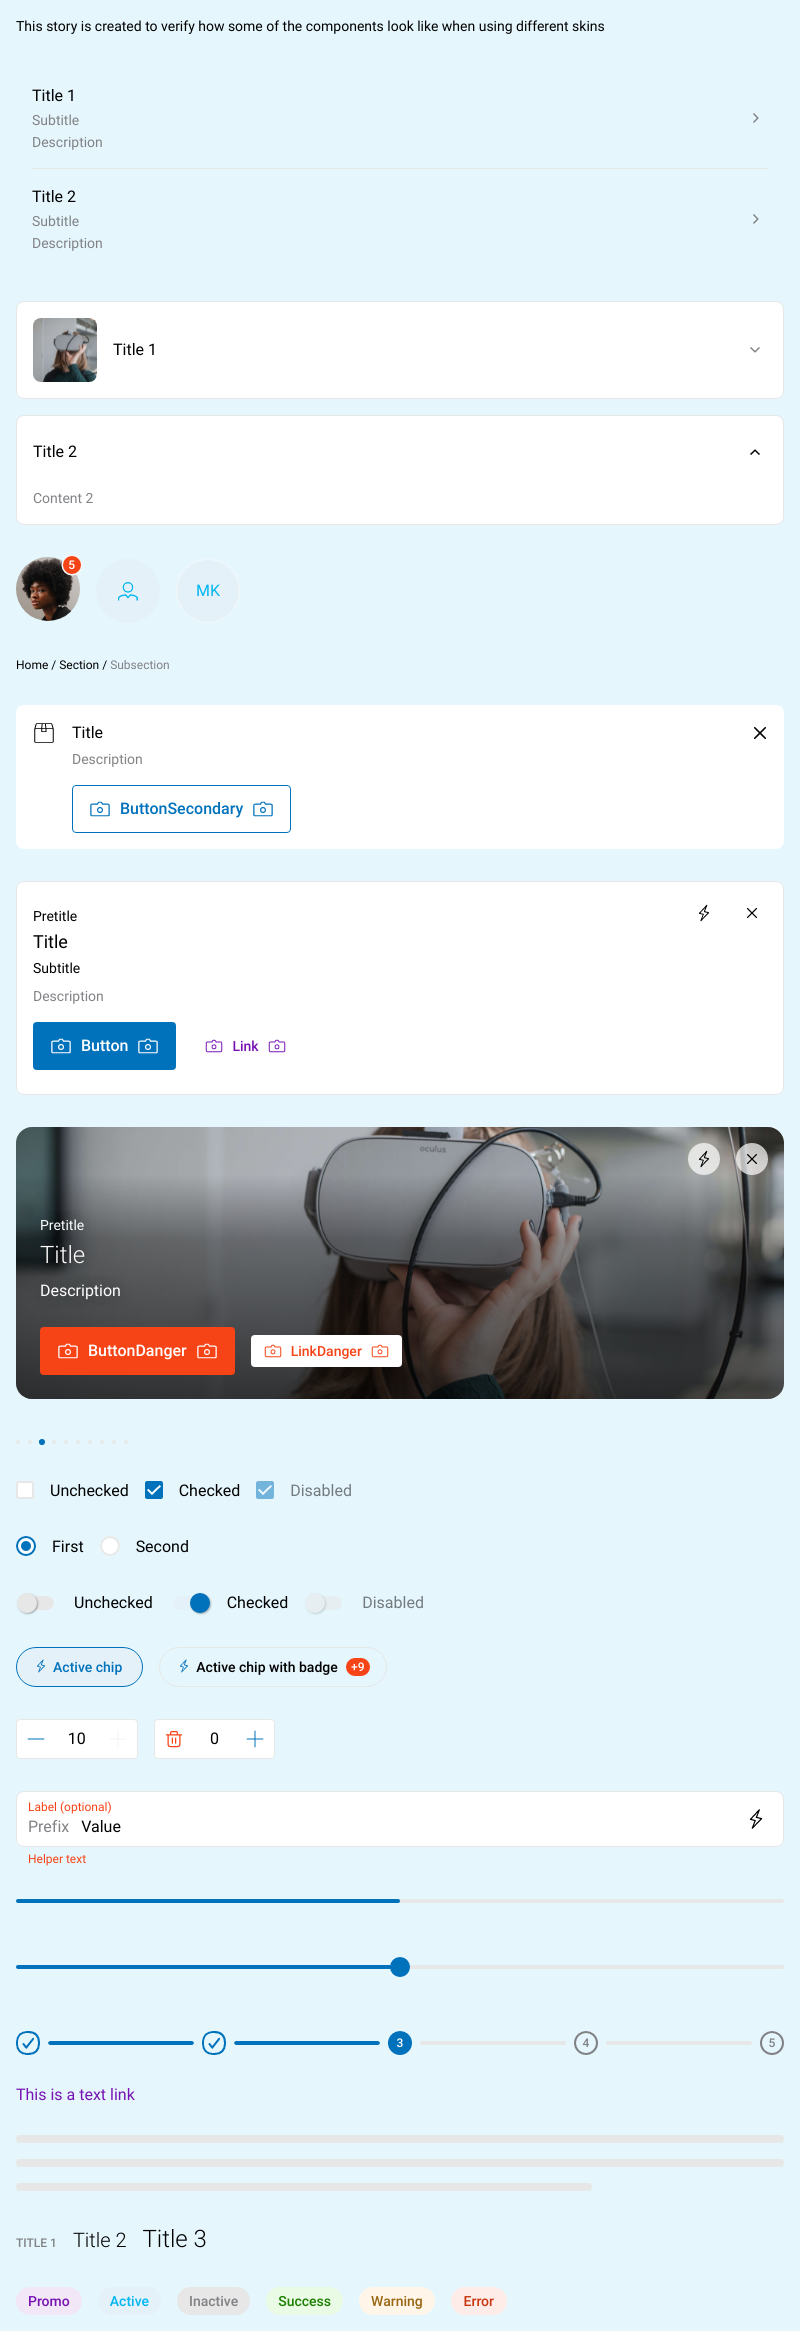 This story is created to verify how some of the components look like when using different skins
Title 1
Subtitle
Description
Title 2
Subtitle
Description
Title 1
Title 2
Content 2
5
MK
Home / Section / Subsection
Title
Description
ButtonSecondary
Pretitle
Title
Subtitle
Description
Button Link
oculus
Pretitle
Title
Description
ButtonDanger LinkDanger
Unchecked Checked Disabled
First Second
Unchecked Checked Disabled
Active chip Active chip with badge +9
10 0
Label (optional)
Prefix Value
Helper text
3 4 5
This is a text link
TITLE 1 Title 2 Title 3
Promo Active Inactive Success Warning Error